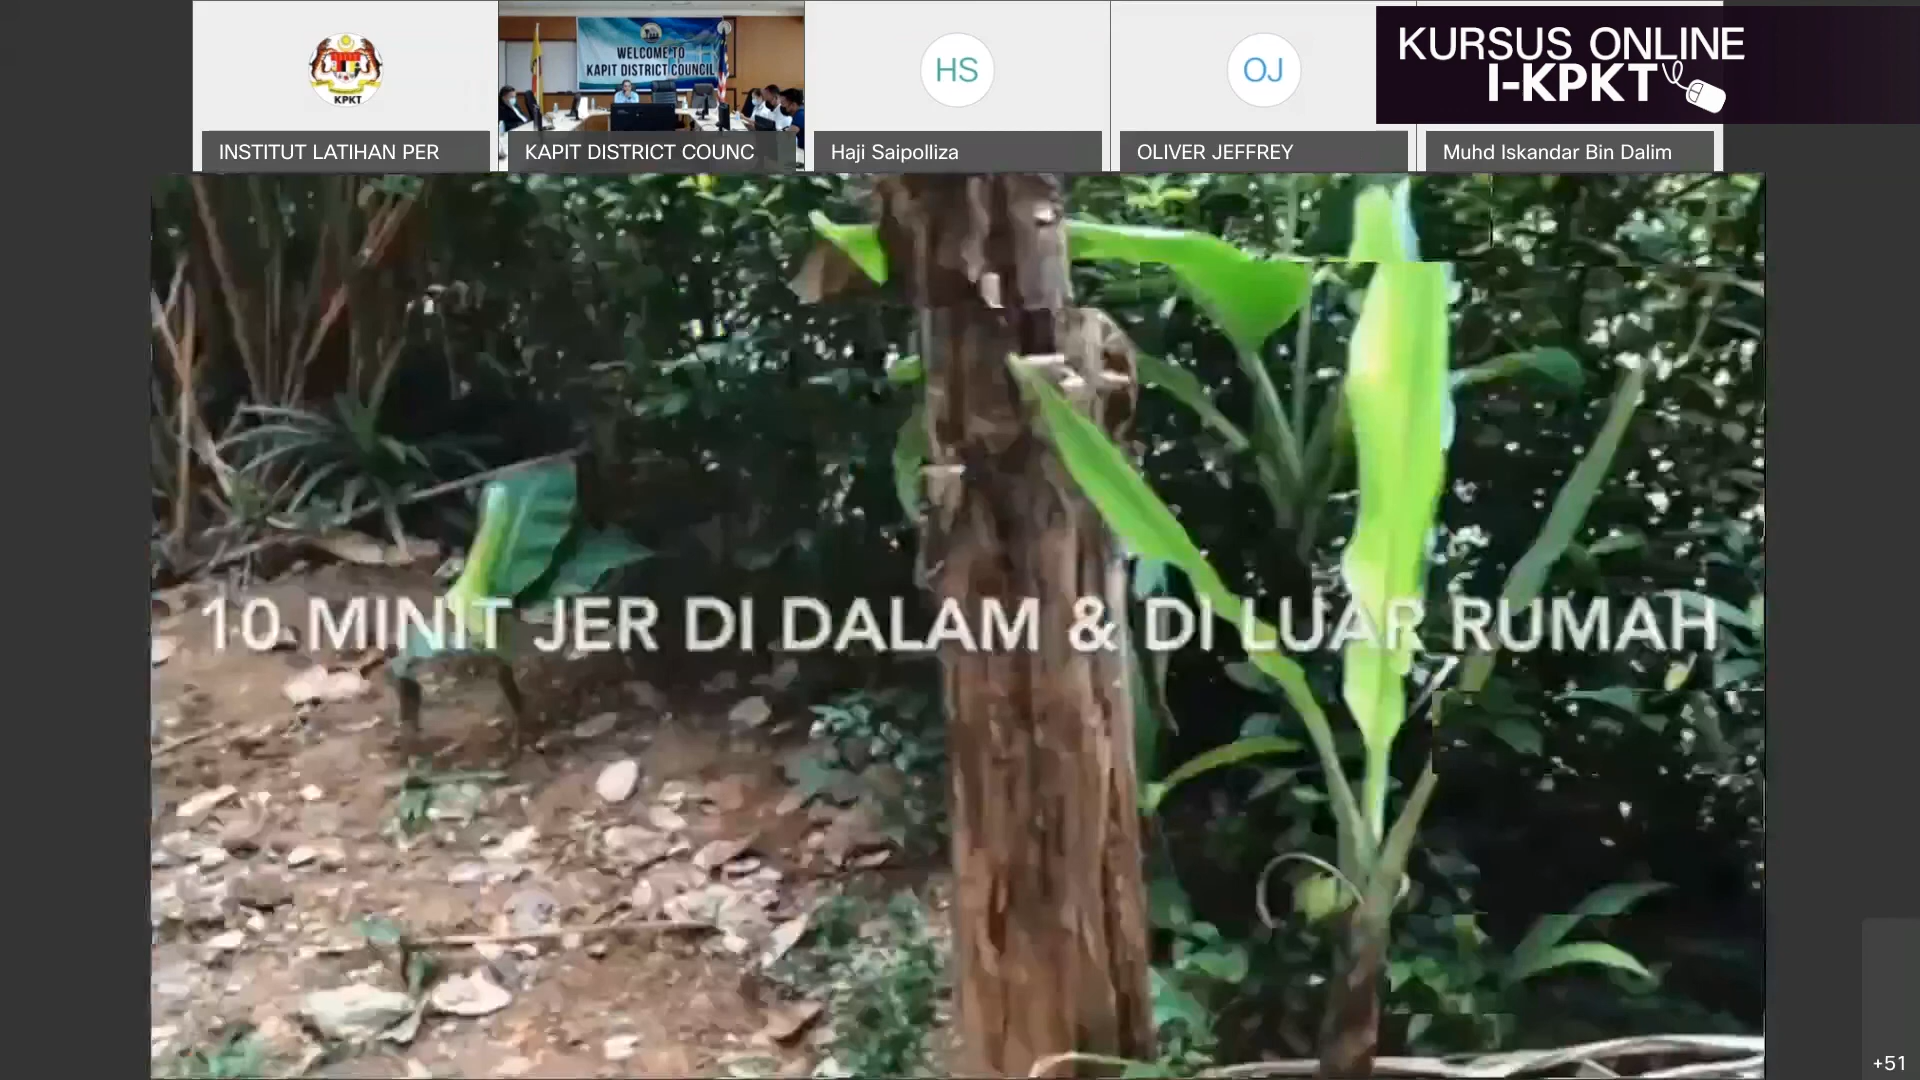 KPKT
INSTITUT LATIHAN PER
WELCOME TO
KAPIT DISTRICT COUNCIL
KAPIT DISTRICT COUNC
HS
Haji Saipolliza
OJ
OLIVER JEFFREY
KURSUS ONLINE
I-KPKT
Muhd Iskandar Bin Dalim
10 MINIT JER DI DALAM & DI LUAR RUMAH
+51